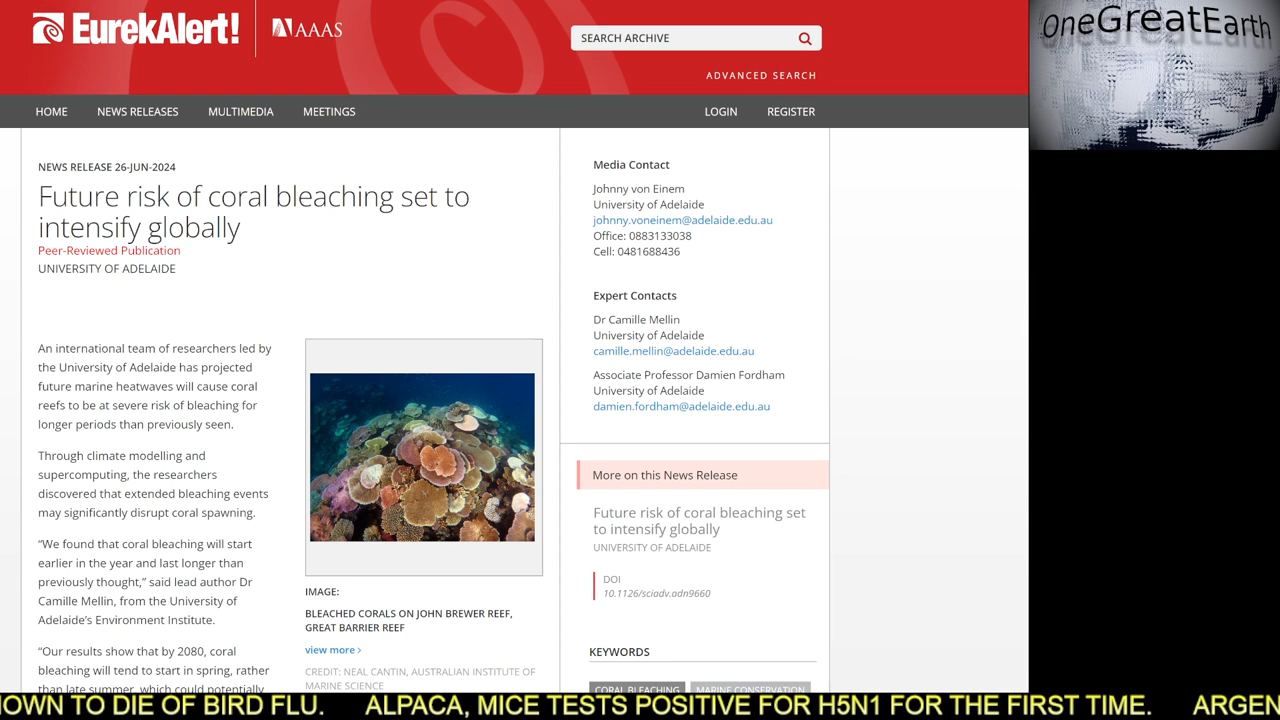 EurekAlert!
AAAS
SEARCH ARCHIVE
ADVANCED SEARCH
OneGreatEarth
HOME NEWS RELEASES MULTIMEDIA MEETINGS LOGIN REGISTER
NEWS RELEASE 26-JUN-2024
Future risk of coral bleaching set to
intensify globally
Peer-Reviewed Publication
UNIVERSITY OF ADELAIDE
An international team of researchers led by
the University of Adelaide has projected
future marine heatwaves will cause coral
reefs to be at severe risk of bleaching for
longer periods than previously seen.
Through climate modelling and
supercomputing, the researchers
discovered that extended bleaching events
may significantly disrupt coral spawning.
“We found that coral bleaching will start
earlier in the year and last longer than
previously thought,” said lead author Dr
Camille Mellin, from the University of
Adelaide’s Environment Institute.
“Our results show that by 2080, coral
bleaching will tend to start in spring, rather
than late summer, which could potentially
IMAGE:
BLEACHED CORALS ON JOHN BREWER REEF,
GREAT BARRIER REEF
view more ›
CREDIT: NEAL CANTIN, AUSTRALIAN INSTITUTE OF
MARINE SCIENCE
Media Contact
Johnny von Einem
University of Adelaide
johnny.voneinem@adelaide.edu.au
Office: 0883133038
Cell: 0481688436
Expert Contacts
Dr Camille Mellin
University of Adelaide
camille.mellin@adelaide.edu.au
Associate Professor Damien Fordham
University of Adelaide
damien.fordham@adelaide.edu.au
More on this News Release
Future risk of coral bleaching set
to intensify globally
UNIVERSITY OF ADELAIDE
DOI
10.1126/sciadv.adn9660
KEYWORDS
CORAL BLEACHING MARINE CONSERVATION
OWN TO DIE OF BIRD FLU. ALPACA, MICE TESTS POSITIVE FOR H5N1 FOR THE FIRST TIME. ARGEN